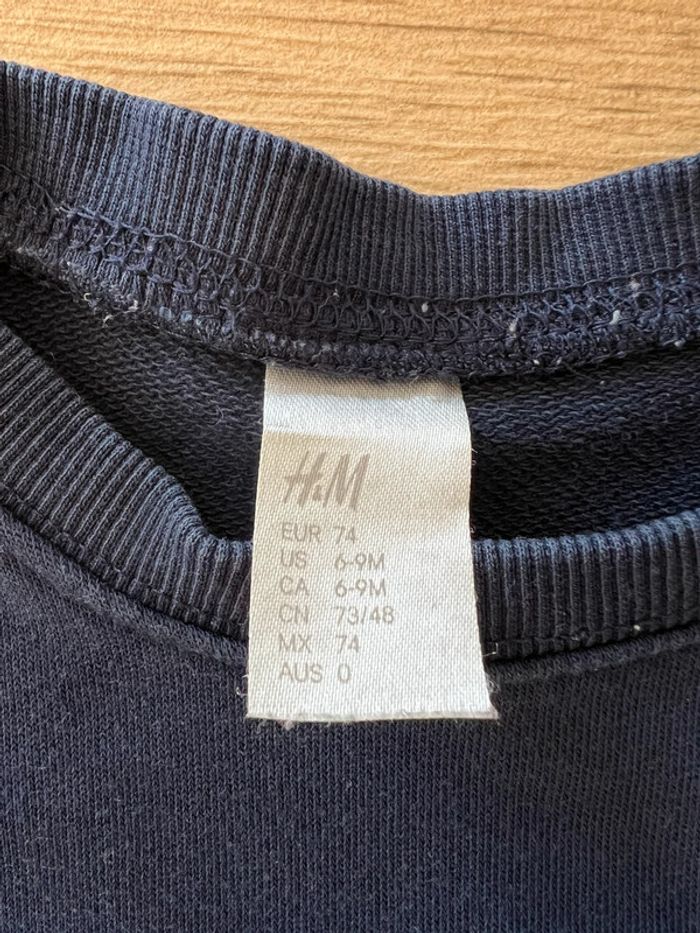 H&M
EUR 74
US 6-9M
CA 6-9M
CN 73/48
MX 74
AUS 0